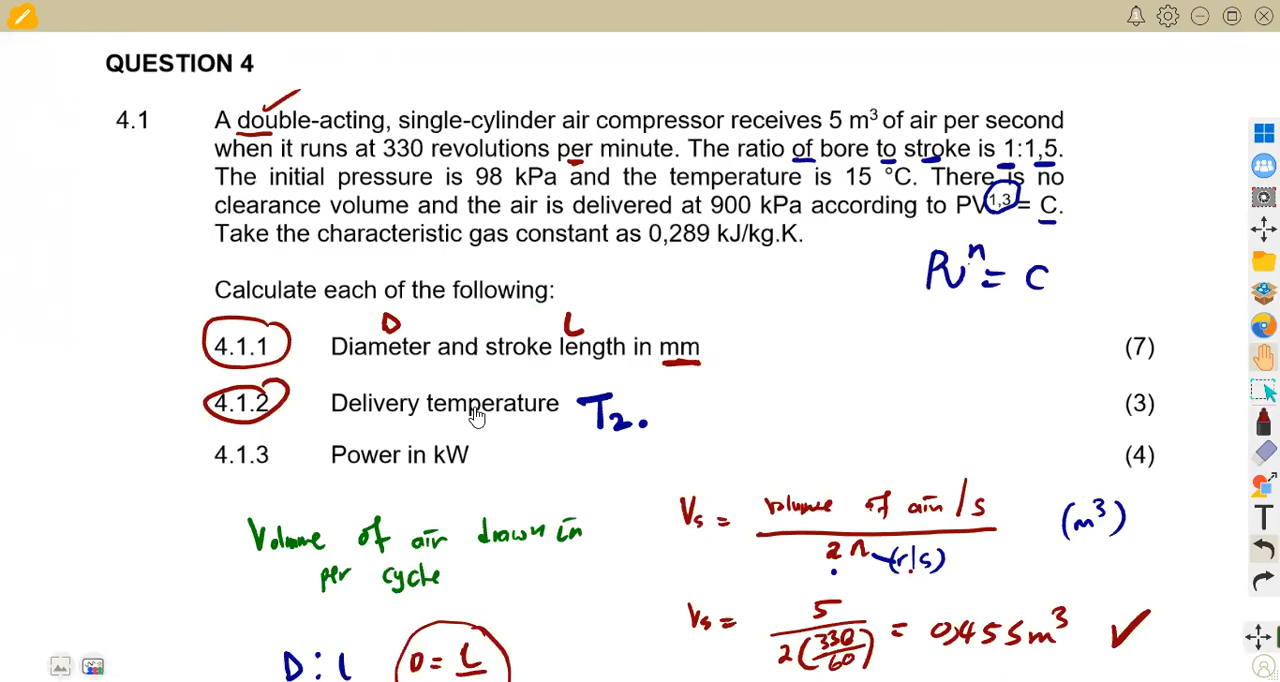 QUESTION 4
4.1 A double-acting, single-cylinder air compressor receives 5 m³ of air per second
when it runs at 330 revolutions per minute. The ratio of bore to stroke is 1:1,5.
The initial pressure is 98 kPa and the temperature is 15 °C. There is no
clearance volume and the air is delivered at 900 kPa according to PV^1,3 = C.
Take the characteristic gas constant as 0,289 kJ/kg.K.
PV^n = C
Calculate each of the following:
D L
4.1.1 Diameter and stroke length in mm (7)
4.1.2 Delivery temperature T2. (3)
4.1.3 Power in kW (4)
Volume of air drawn in
per cycle
Vs = volume of air/s / 2n (r/s) (m³)
Vs = 5 / 2(330/60) = 0,455 m³ ✓
D : L
D = L
T